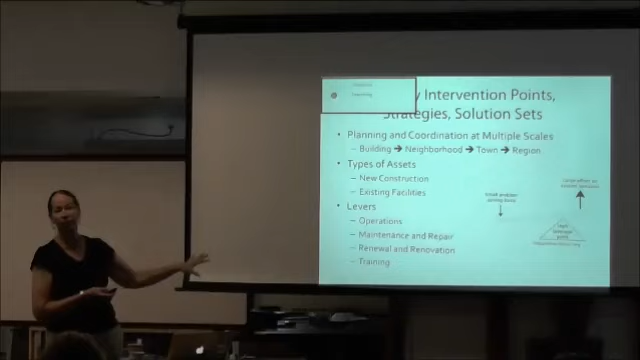 y Intervention Points,
Strategies, Solution Sets
• Planning and Coordination at Multiple Scales
– Building → Neighborhood → Town → Region
• Types of Assets
– New Construction
– Existing Facilities
• Levers
– Operations
– Maintenance and Repair
– Renewal and Renovation
– Training